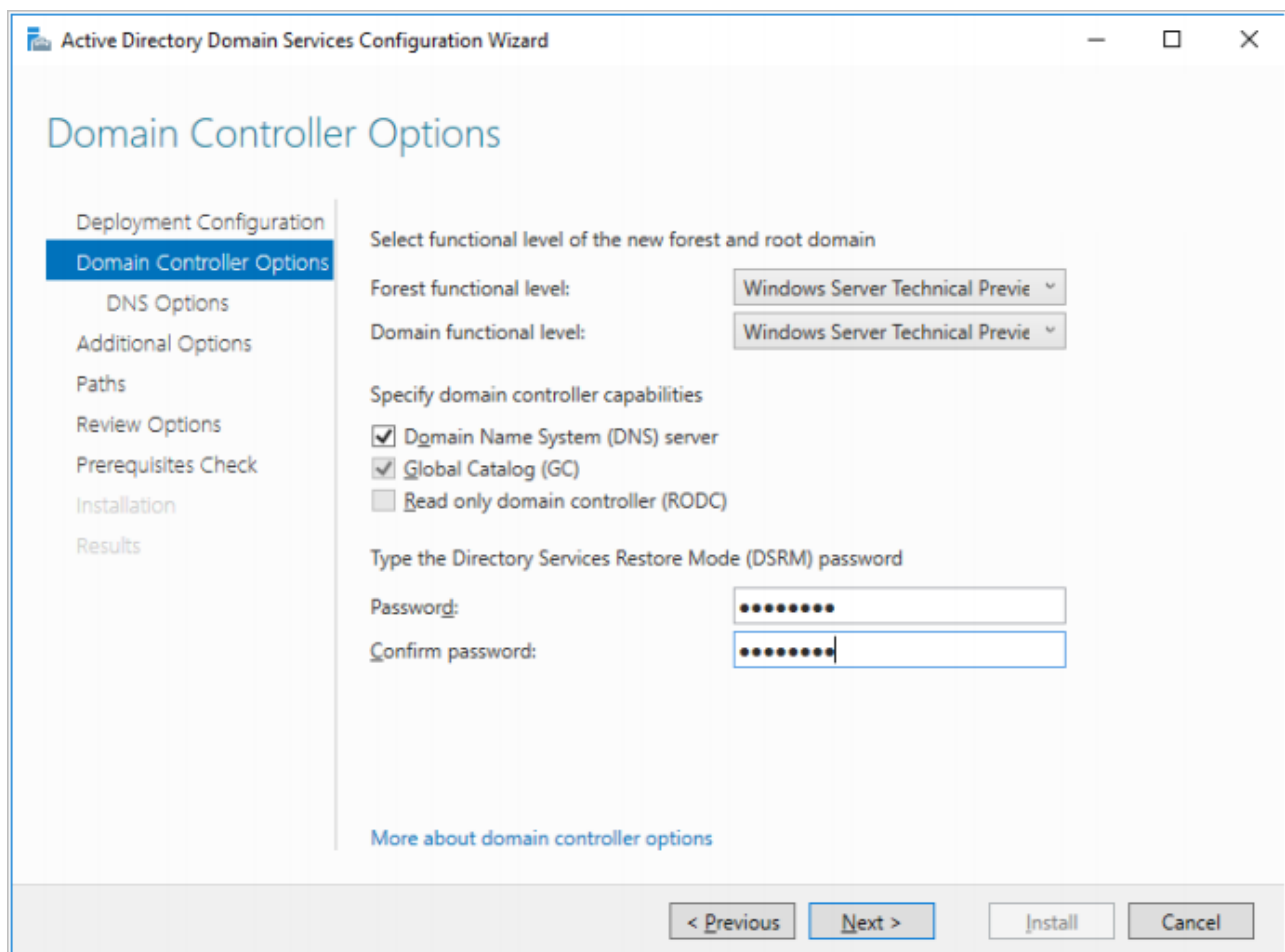 Active Directory Domain Services Configuration Wizard
Domain Controller Options
Deployment Configuration
Domain Controller Options
DNS Options
Additional Options
Paths
Review Options
Prerequisites Check
Installation
Results
Select functional level of the new forest and root domain
Forest functional level: Windows Server Technical Previe
Domain functional level: Windows Server Technical Previe
Specify domain controller capabilities
Domain Name System (DNS) server
Global Catalog (GC)
Read only domain controller (RODC)
Type the Directory Services Restore Mode (DSRM) password
Password: ●●●●●●●●
Confirm password: ●●●●●●●●
More about domain controller options
< Previous Next > Install Cancel